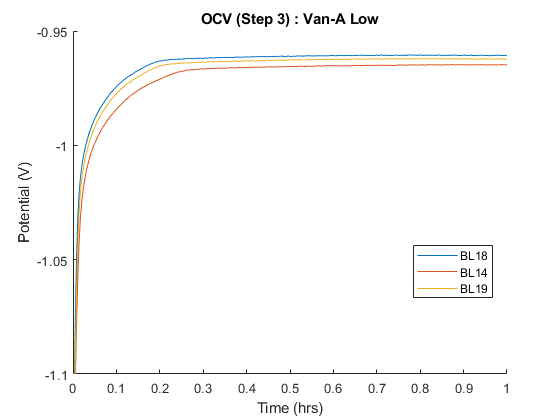 OCV (Step 3) : Van-A Low
-0.95
-1
-1.05
-1.1
Potential (V)
BL18
BL14
BL19
0 0.1 0.2 0.3 0.4 0.5 0.6 0.7 0.8 0.9 1
Time (hrs)